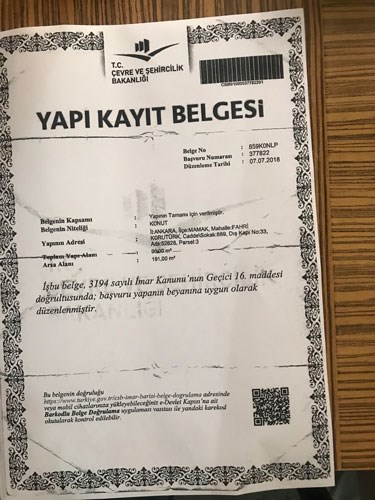 T.C.
ÇEVRE VE ŞEHİRCİLİK
BAKANLIĞI
YAPI KAYIT BELGESİ
Belge No : 859K0NLP
Başvuru Numarası : 377822
Düzenleme Tarihi : 07.07.2018
Belgenin Kapsamı : Yapının Tamamı için verilmiştir.
Belgenin Niteliği : KONUT
Yapının Adresi : İl:ANKARA, İlçe:MAMAK, Mahalle:FAHRİ
KORUTÜRK, Cadde\Sokak:889, Dış Kapı No:33,
Ada:52628, Parsel:3
Toplam Yapı Alanı : 90,00 m²
Arsa Alanı : 191,00 m²
İşbu belge, 3194 sayılı İmar Kanunu'nun Geçici 16. maddesi
doğrultusunda; başvuru yapanın beyanına uygun olarak
düzenlenmiştir.
Bu belgenin doğruluğu
https://www.turkiye.gov.tr/csb-imar-barisi-belge-dogrulama adresinde
veya mobil cihazlarınıza yükleyebileceğiniz e-Devlet Kapısı'na ait
Barkodlu Belge Doğrulama uygulaması vasıtası ile yandaki karekod
okutularak kontrol edilebilir.